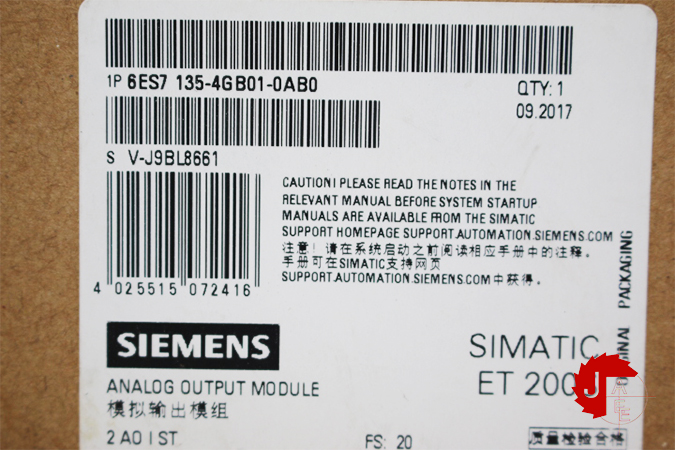 1P 6ES7 135-4GB01-0AB0
QTY: 1
09.2017
S V-J9BL8661
CAUTION! PLEASE READ THE NOTES IN THE
RELEVANT MANUAL BEFORE SYSTEM STARTUP
MANUALS ARE AVAILABLE FROM THE SIMATIC
SUPPORT HOMEPAGE SUPPORT.AUTOMATION.SIEMENS.COM
注意！请在系统启动之前阅读相应手册中的注释。
手册可在SIMATIC支持网页
SUPPORT.AUTOMATION.SIEMENS.COM中获得。
4 025515 072416
PACKAGING
SIEMENS
SIMATIC
ET 200S
ANALOG OUTPUT MODULE
模拟输出模组
2 AO I ST
FS: 20
质量检验合格
J